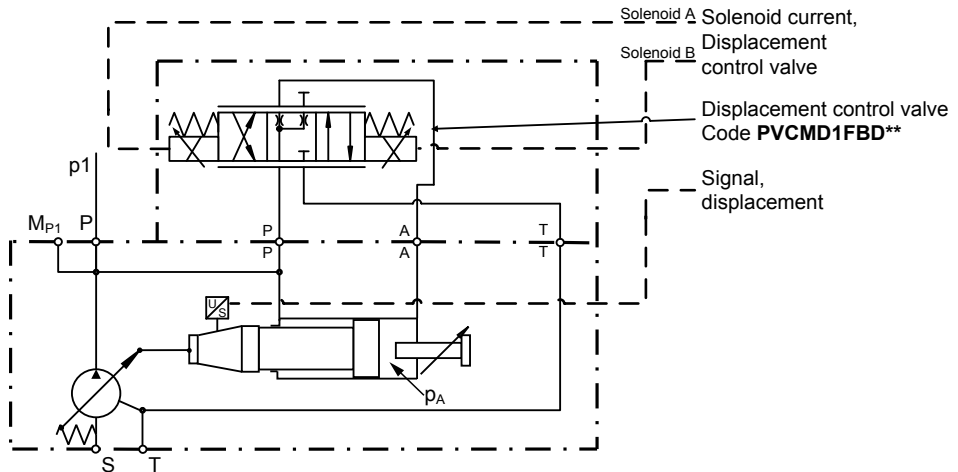 Solenoid A
Solenoid current,
Displacement
control valve
Solenoid B
Displacement control valve
Code PVCMD1FBD**
Signal,
displacement
p1
MP1 P
P A T
P A T
U
S
pA
S T